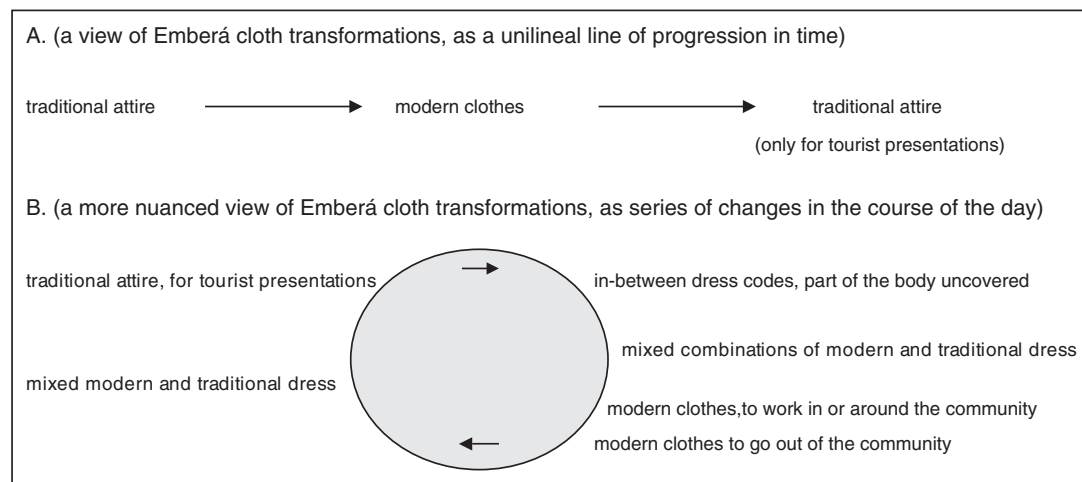 A. (a view of Emberá cloth transformations, as a unilineal line of progression in time)
traditional attire modern clothes traditional attire
(only for tourist presentations)
B. (a more nuanced view of Emberá cloth transformations, as series of changes in the course of the day)
traditional attire, for tourist presentations in-between dress codes, part of the body uncovered
mixed combinations of modern and traditional dress
mixed modern and traditional dress
modern clothes,to work in or around the community
modern clothes to go out of the community